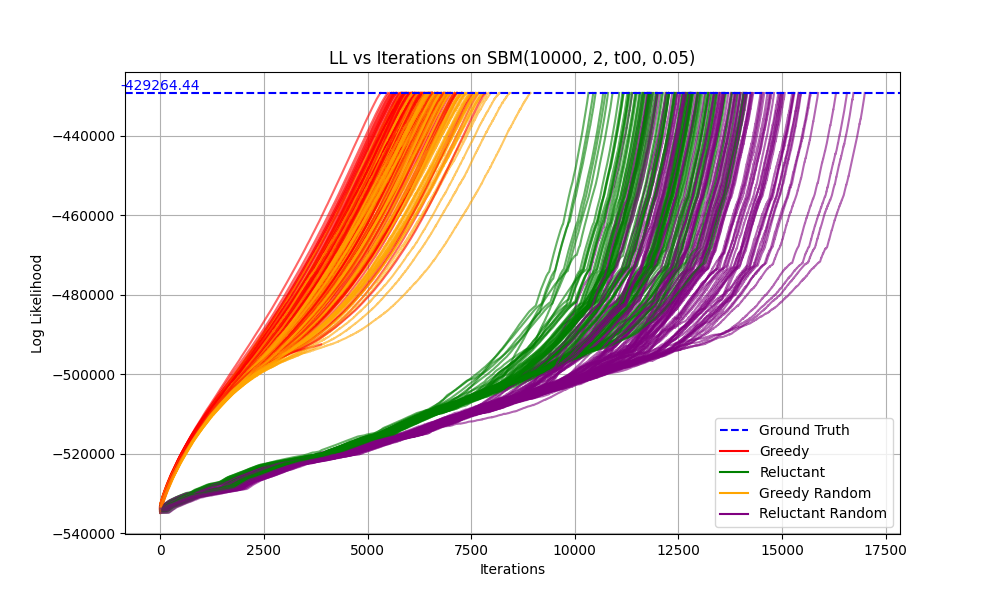 LL vs Iterations on SBM(10000, 2, t00, 0.05)
-429264.44
−440000
−460000
−480000
−500000
−520000
−540000
Log Likelihood
Ground Truth
Greedy
Reluctant
Greedy Random
Reluctant Random
0 2500 5000 7500 10000 12500 15000 17500
Iterations